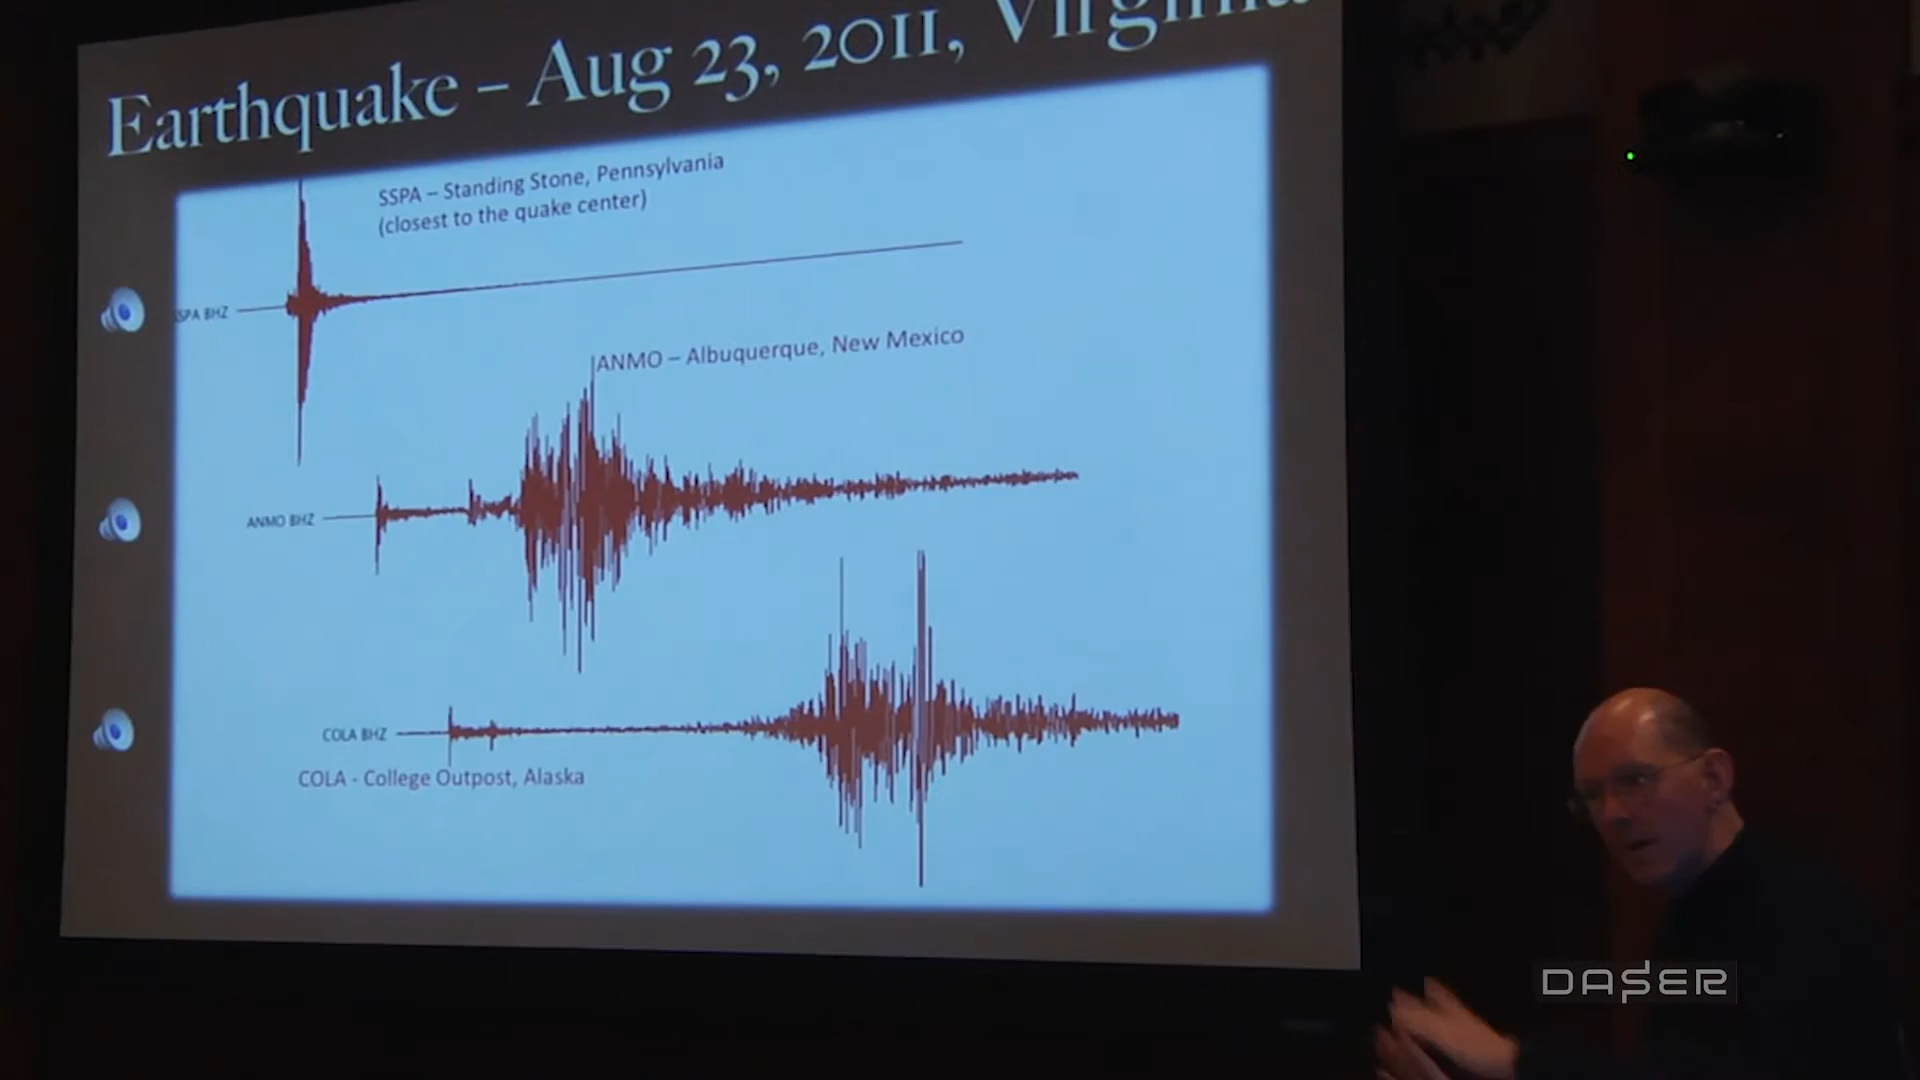 Earthquake – Aug 23, 2011, Virginia
SSPA – Standing Stone, Pennsylvania
(closest to the quake center)
SPA BHZ
ANMO – Albuquerque, New Mexico
ANMO BHZ
COLA BHZ
COLA - College Outpost, Alaska
DASER